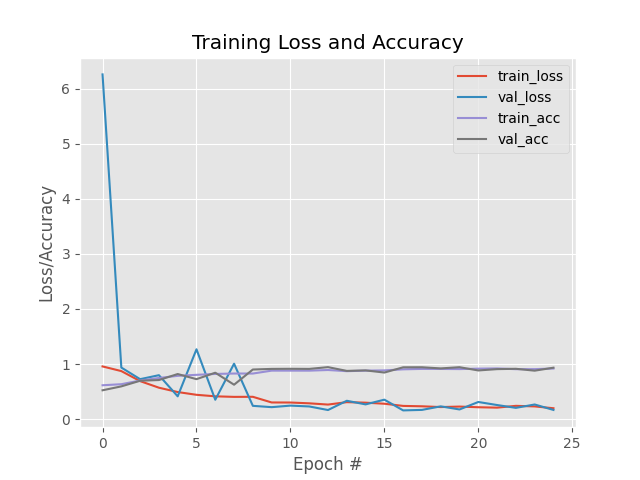 Training Loss and Accuracy
train_loss
val_loss
train_acc
val_acc
6
5
4
3
2
1
0
Loss/Accuracy
0 5 10 15 20 25
Epoch #